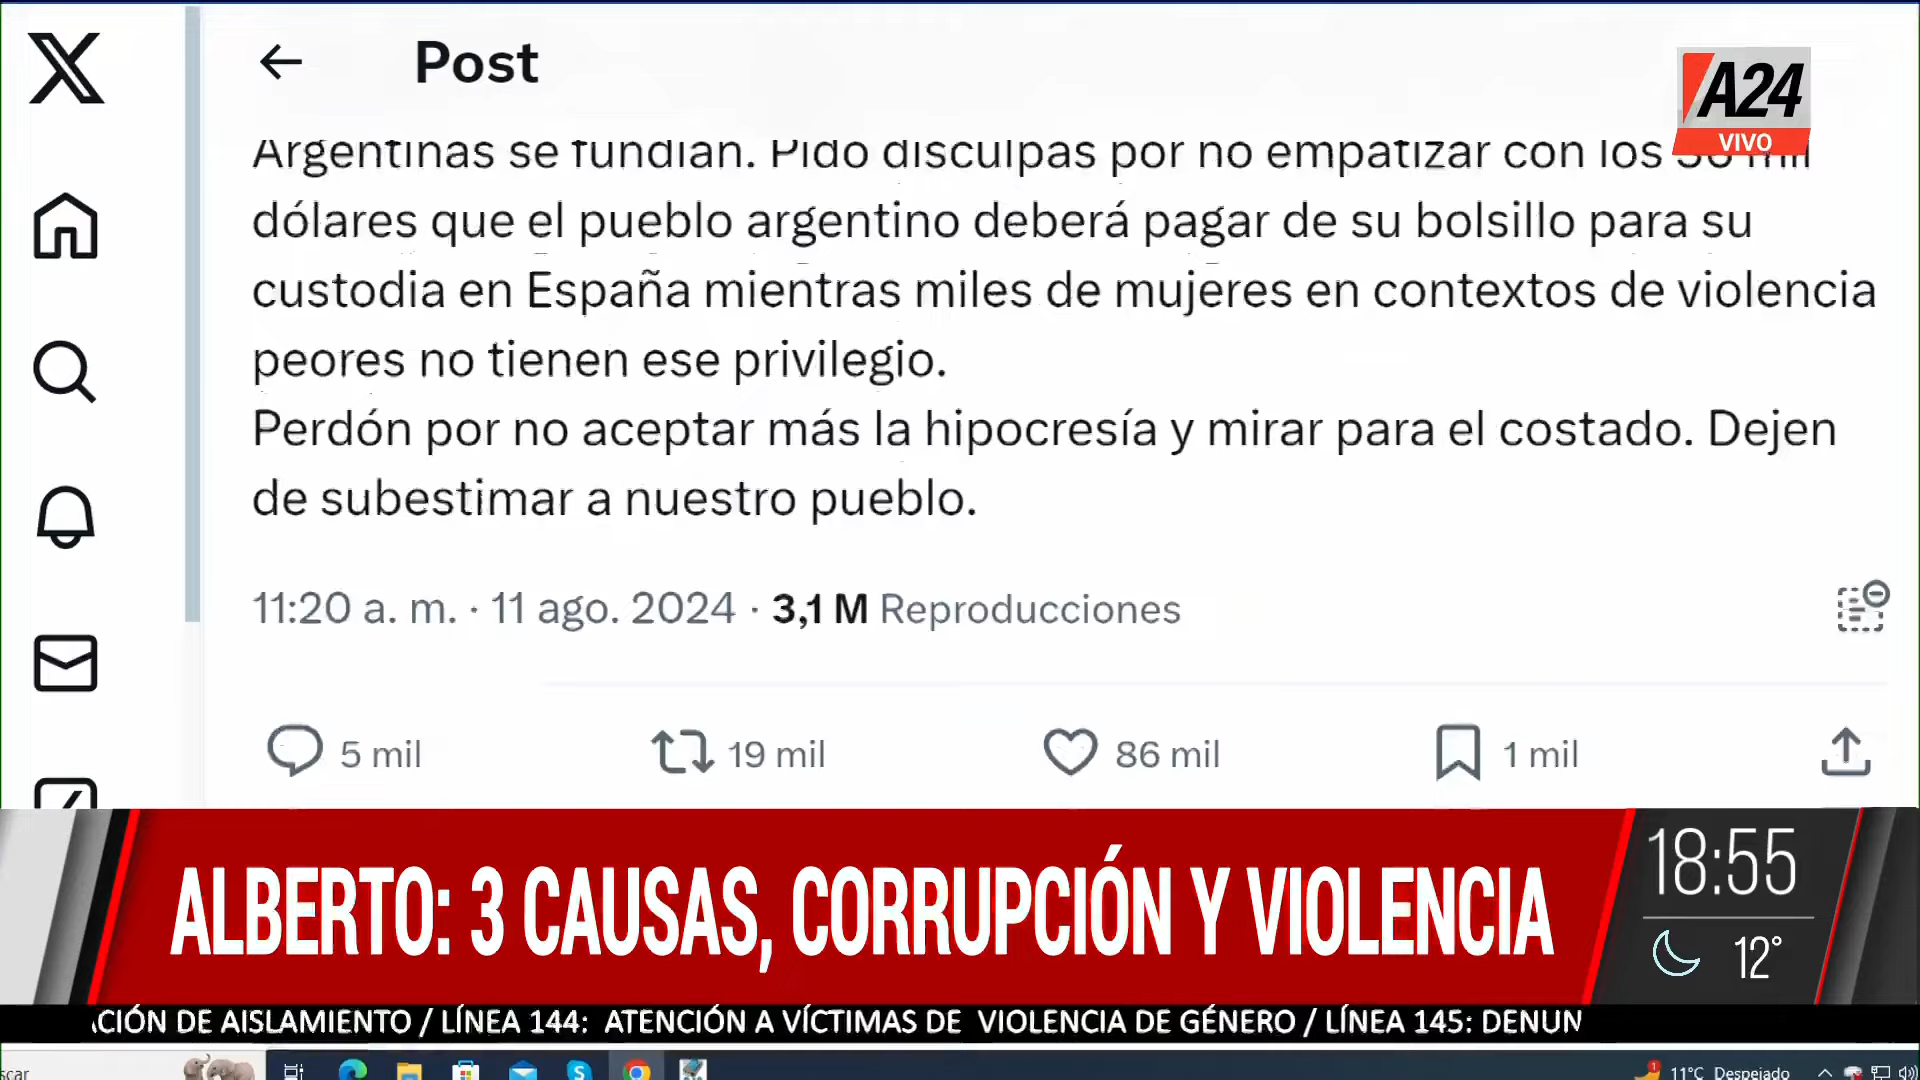 Post
A24
VIVO
Argentinas se fundían. Pido disculpas por no empatizar con los 36 mil
dólares que el pueblo argentino deberá pagar de su bolsillo para su
custodia en España mientras miles de mujeres en contextos de violencia
peores no tienen ese privilegio.
Perdón por no aceptar más la hipocresía y mirar para el costado. Dejen
de subestimar a nuestro pueblo.
11:20 a. m. · 11 ago. 2024 · 3,1 M Reproducciones
5 mil 19 mil 86 mil 1 mil
ALBERTO: 3 CAUSAS, CORRUPCIÓN Y VIOLENCIA
18:55
12°
CIÓN DE AISLAMIENTO / LÍNEA 144: ATENCIÓN A VÍCTIMAS DE VIOLENCIA DE GÉNERO / LÍNEA 145: DENUN
scar
1
11°C Despejado